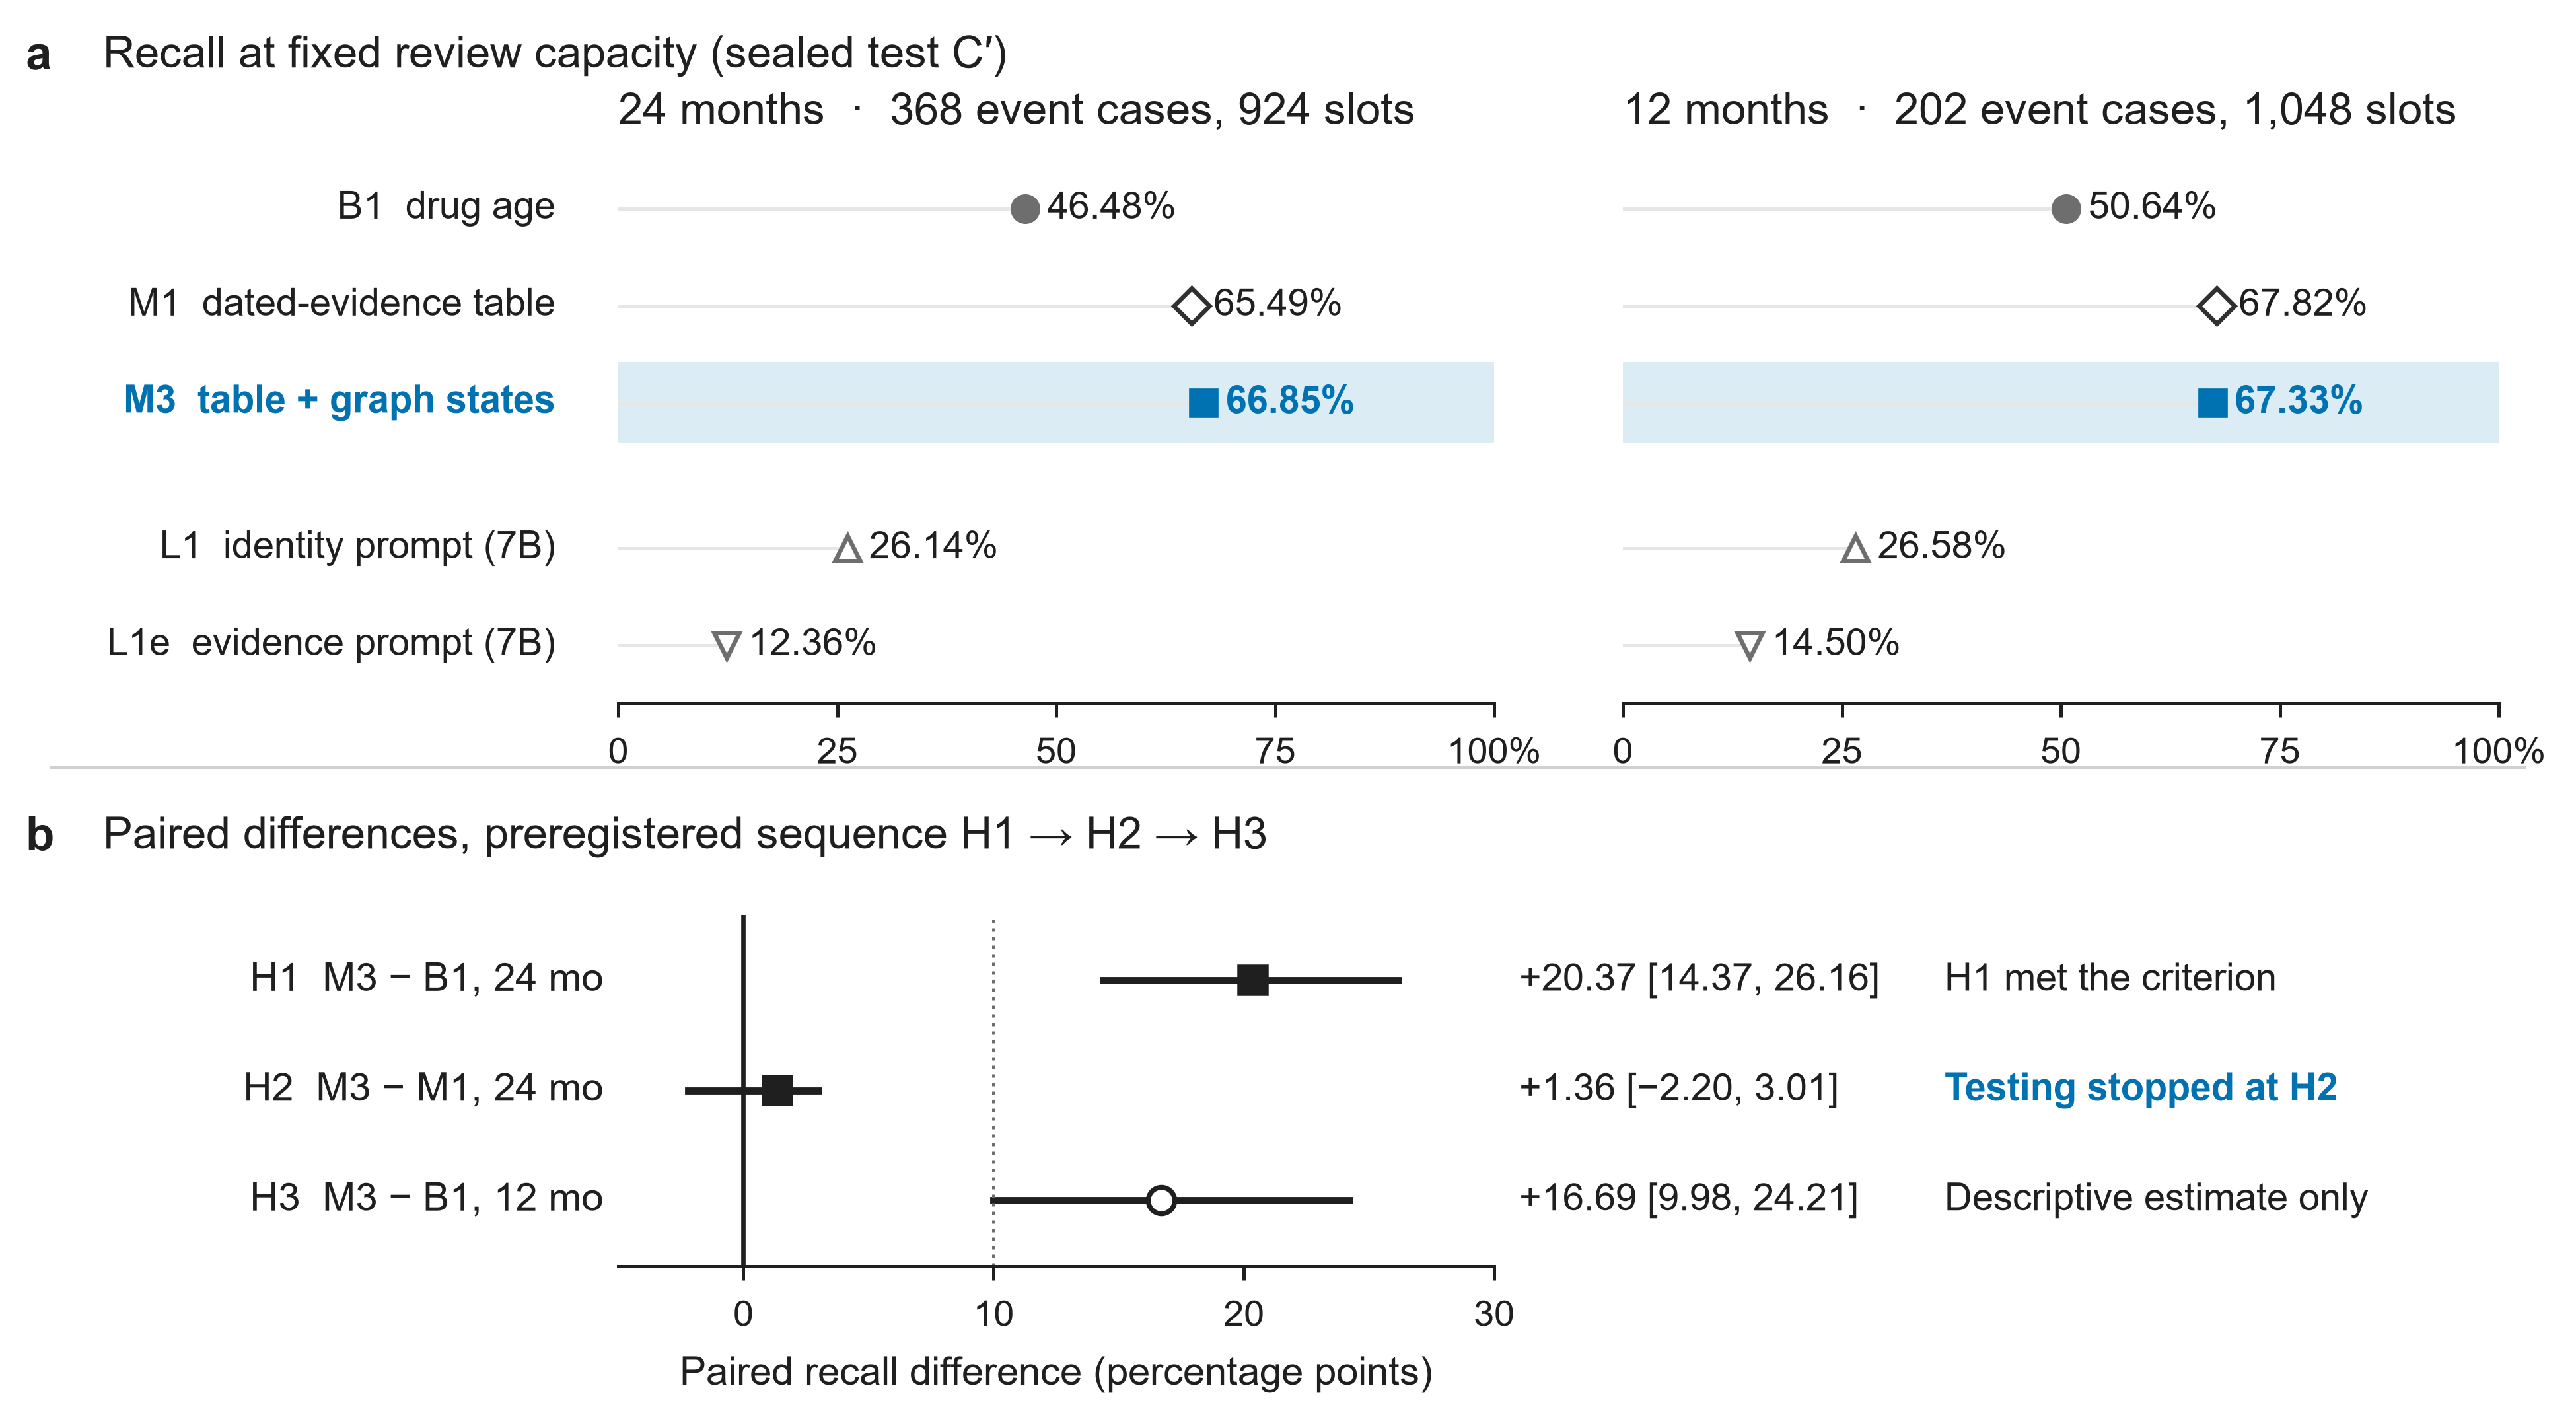 a Recall at fixed review capacity (sealed test C′)
24 months · 368 event cases, 924 slots
12 months · 202 event cases, 1,048 slots
B1 drug age 46.48% 50.64%
M1 dated-evidence table 65.49% 67.82%
M3 table + graph states 66.85% 67.33%
L1 identity prompt (7B) 26.14% 26.58%
L1e evidence prompt (7B) 12.36% 14.50%
0 25 50 75 100% 0 25 50 75 100%
b Paired differences, preregistered sequence H1 → H2 → H3
H1 M3 − B1, 24 mo +20.37 [14.37, 26.16] H1 met the criterion
H2 M3 − M1, 24 mo +1.36 [−2.20, 3.01] Testing stopped at H2
H3 M3 − B1, 12 mo +16.69 [9.98, 24.21] Descriptive estimate only
0 10 20 30
Paired recall difference (percentage points)